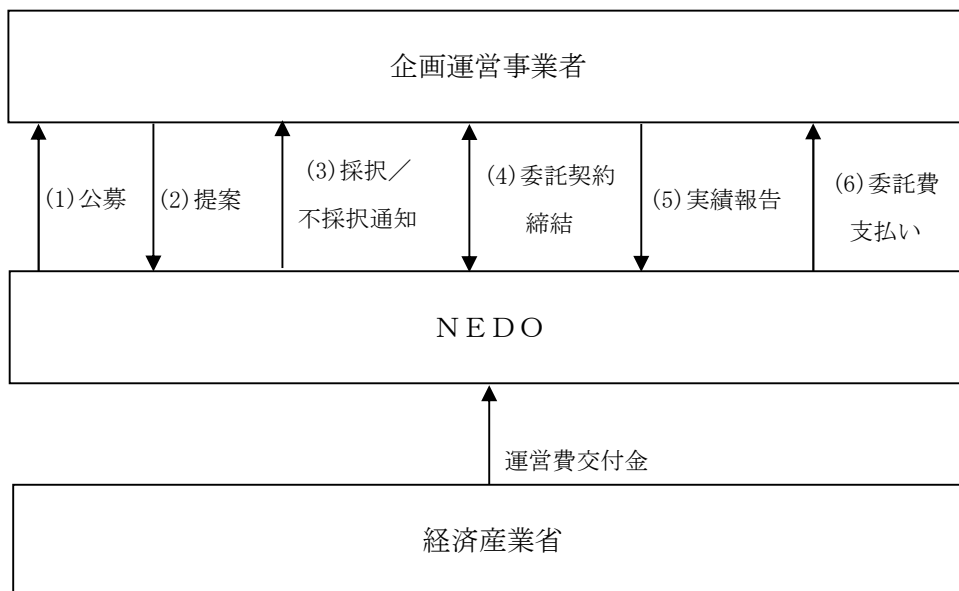 企画運営事業者
(1)公募
(2)提案
(3)採択／
不採択通知
(4)委託契約
締結
(5)実績報告
(6)委託費
支払い
ＮＥＤＯ
運営費交付金
経済産業省